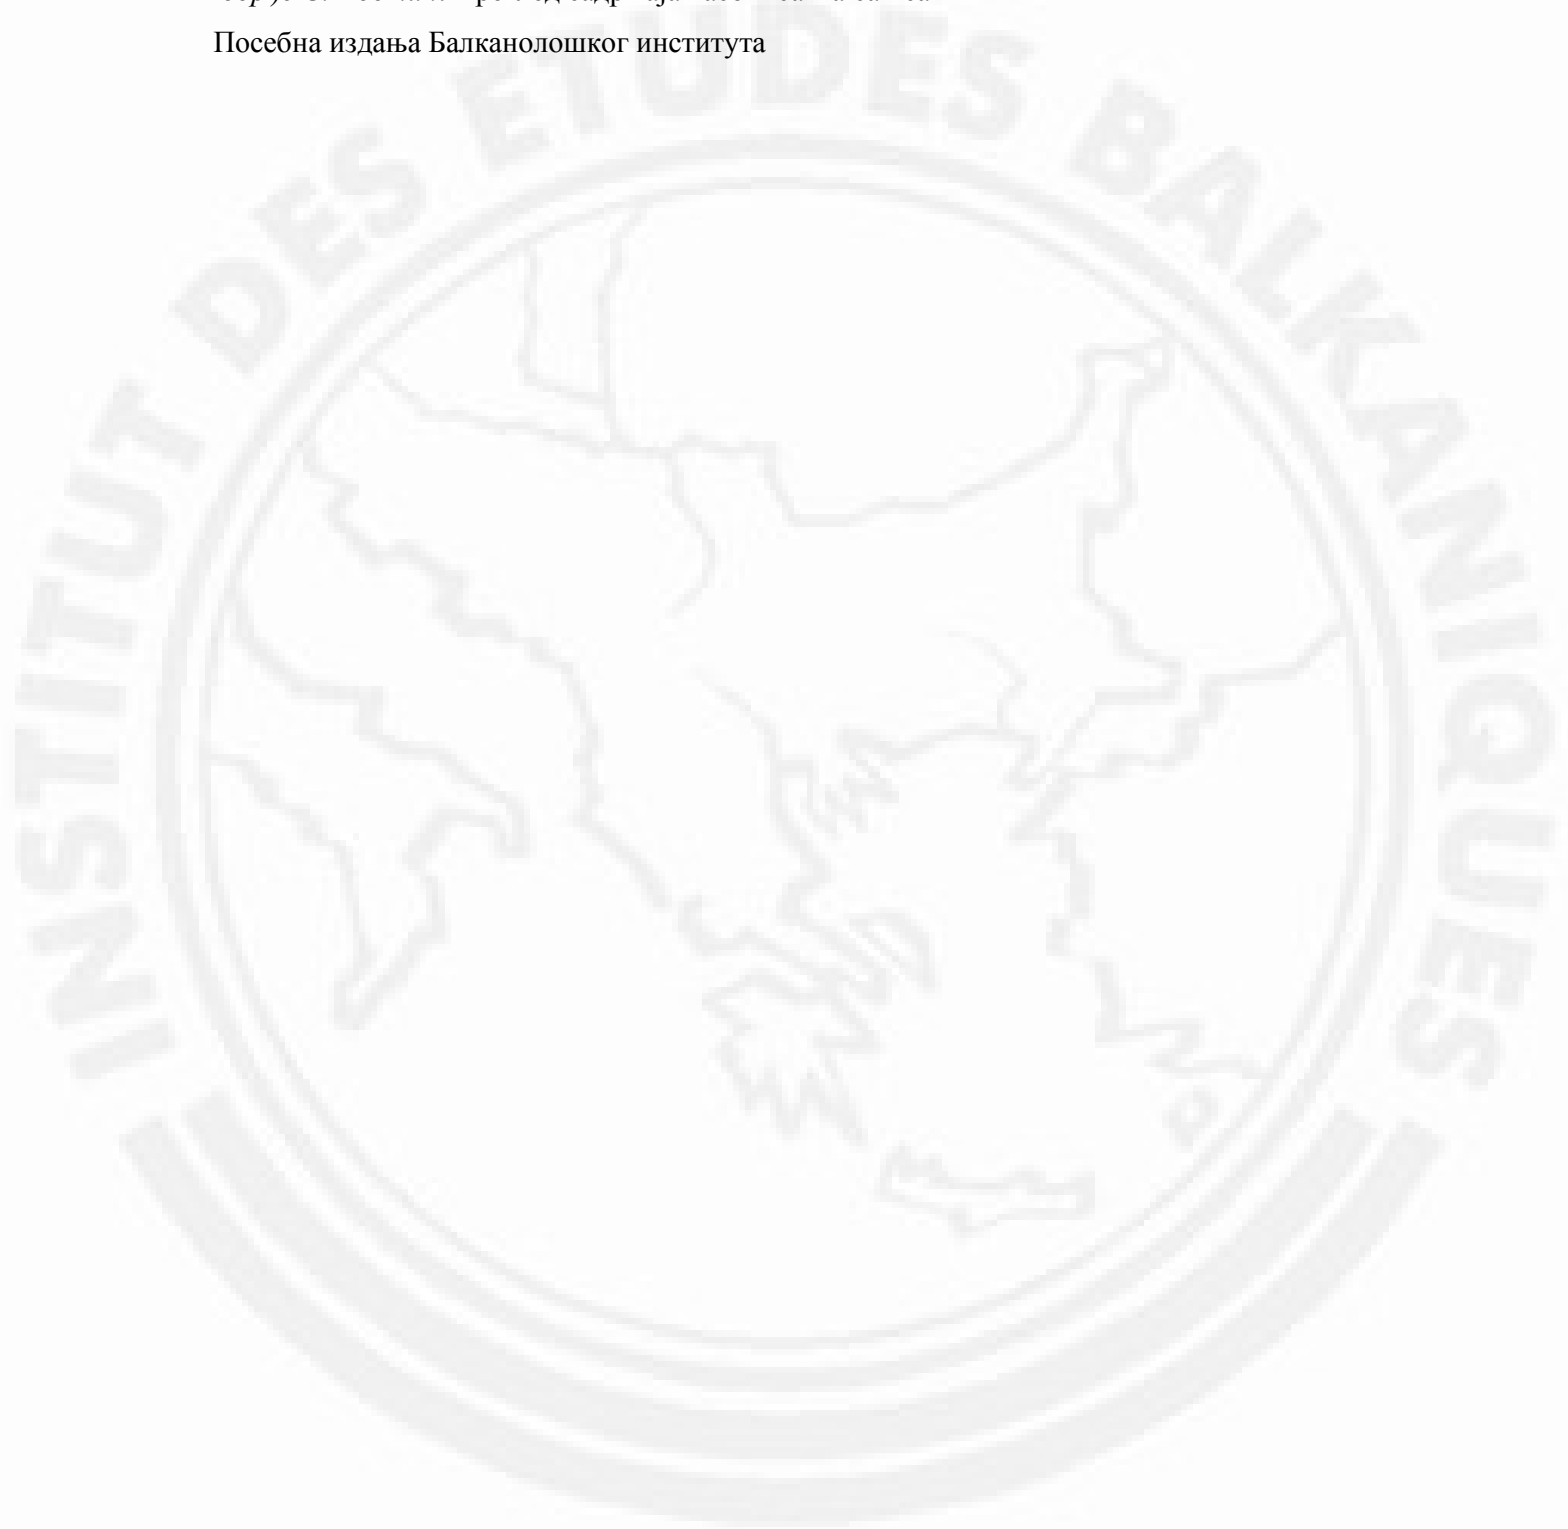 Посебна издања Балканолошког института
INSTITUT DES ETUDES BALKANIQUES